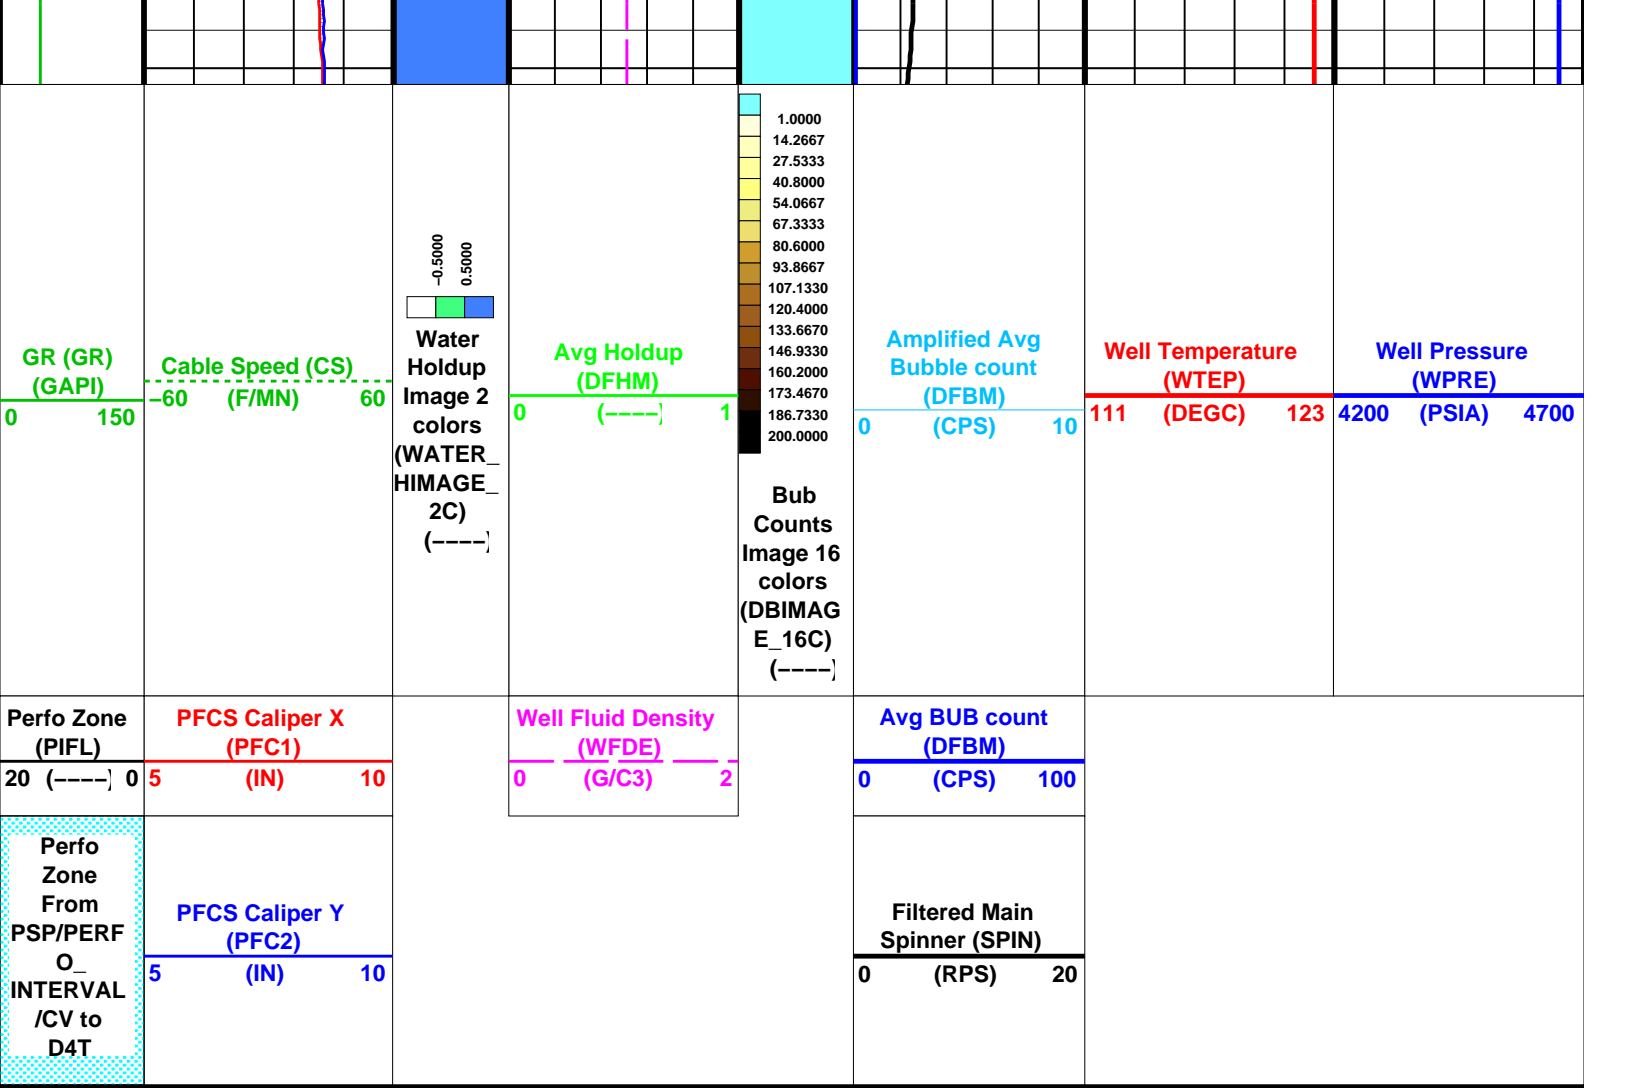 GR (GR)
(GAPI)
0 150
Cable Speed (CS)
−60 (F/MN) 60
−0.5000
0.5000
Water
Holdup
Image 2
colors
(WATER_
HIMAGE_
2C)
(−−−−)
Avg Holdup
(DFHM)
0 (−−−−) 1
1.0000
14.2667
27.5333
40.8000
54.0667
67.3333
80.6000
93.8667
107.1330
120.4000
133.6670
146.9330
160.2000
173.4670
186.7330
200.0000
Bub
Counts
Image 16
colors
(DBIMAG
E_16C)
(−−−−)
Amplified Avg
Bubble count
(DFBM)
0 (CPS) 10
Well Temperature
(WTEP)
111 (DEGC) 123
Well Pressure
(WPRE)
4200 (PSIA) 4700
Perfo Zone
(PIFL)
20 (−−−−) 0
PFCS Caliper X
(PFC1)
5 (IN) 10
Well Fluid Density
(WFDE)
0 (G/C3) 2
Avg BUB count
(DFBM)
0 (CPS) 100
Perfo
Zone
From
PSP/PERF
O_
INTERVAL
/CV to
D4T
PFCS Caliper Y
(PFC2)
5 (IN) 10
Filtered Main
Spinner (SPIN)
0 (RPS) 20